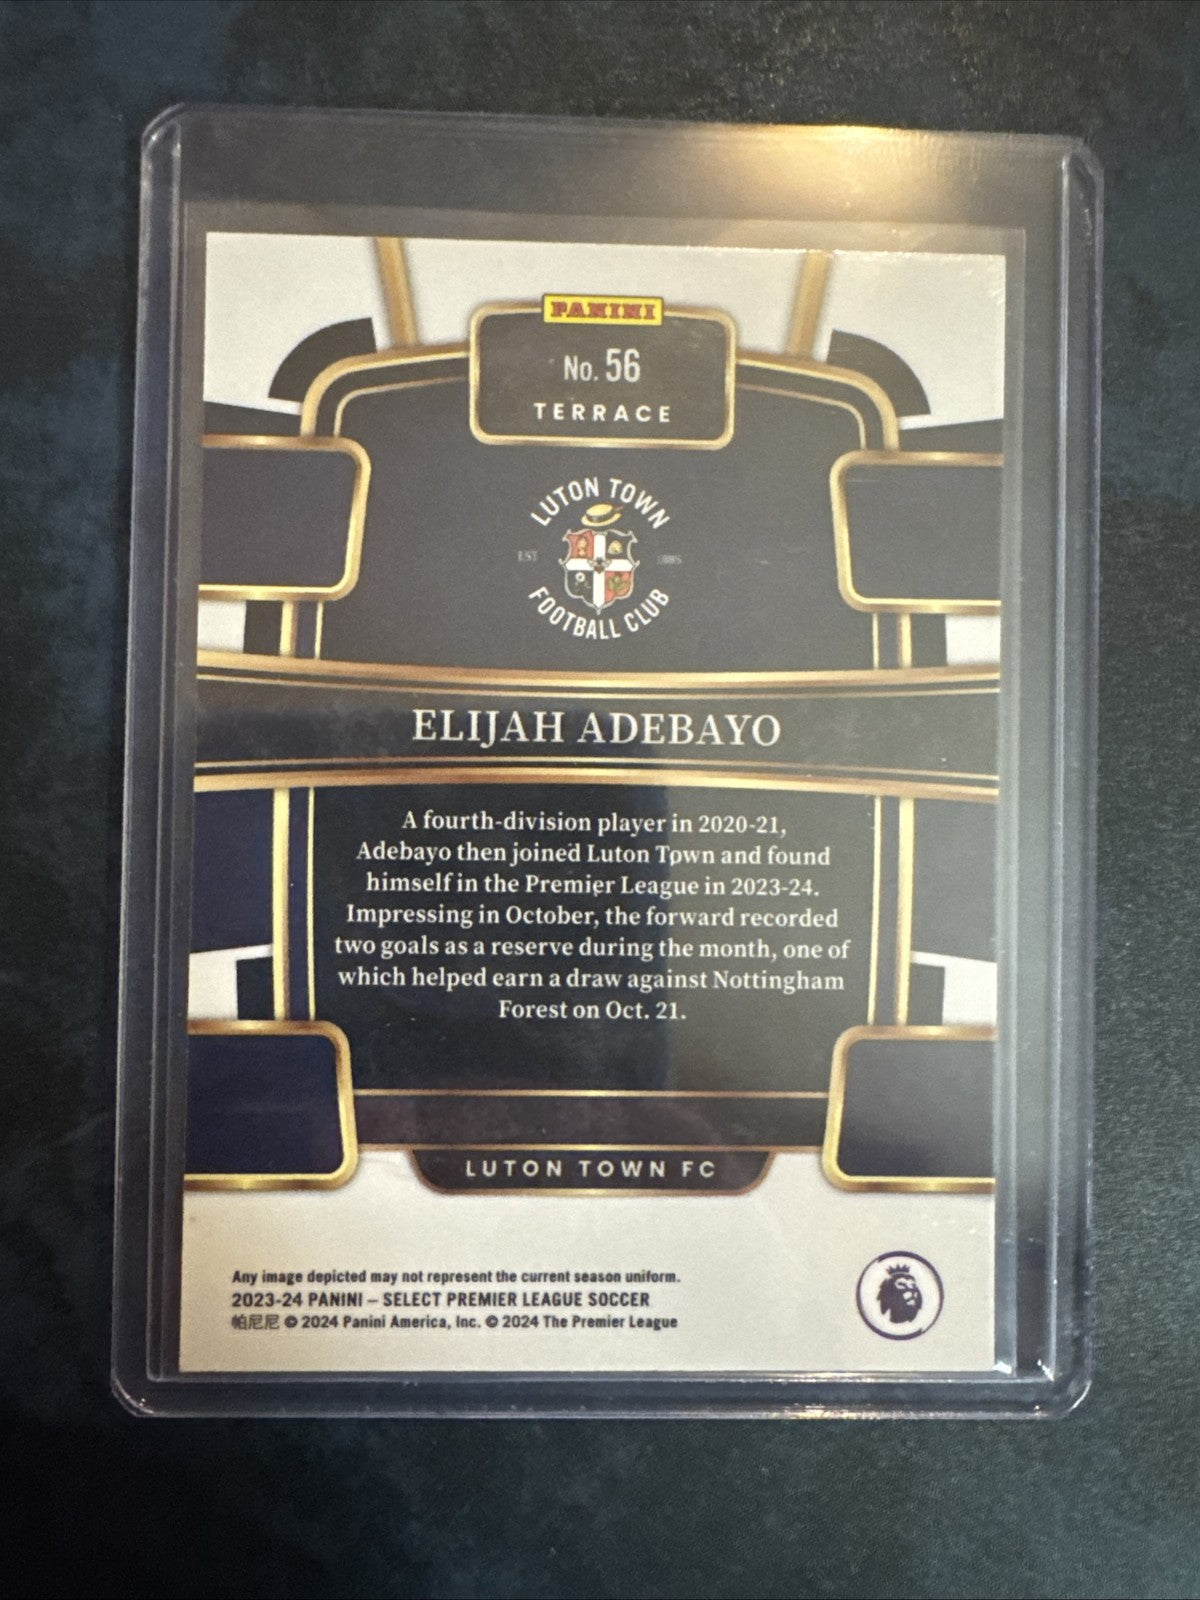 PANINI
No. 56
TERRACE
LUTON TOWN
EST 1885
FOOTBALL CLUB
ELIJAH ADEBAYO
A fourth-division player in 2020-21,
Adebayo then joined Luton Town and found
himself in the Premier League in 2023-24.
Impressing in October, the forward recorded
two goals as a reserve during the month, one of
which helped earn a draw against Nottingham
Forest on Oct. 21.
LUTON TOWN FC
Any image depicted may not represent the current season uniform.
2023-24 PANINI – SELECT PREMIER LEAGUE SOCCER
帕尼尼 © 2024 Panini America, Inc. © 2024 The Premier League